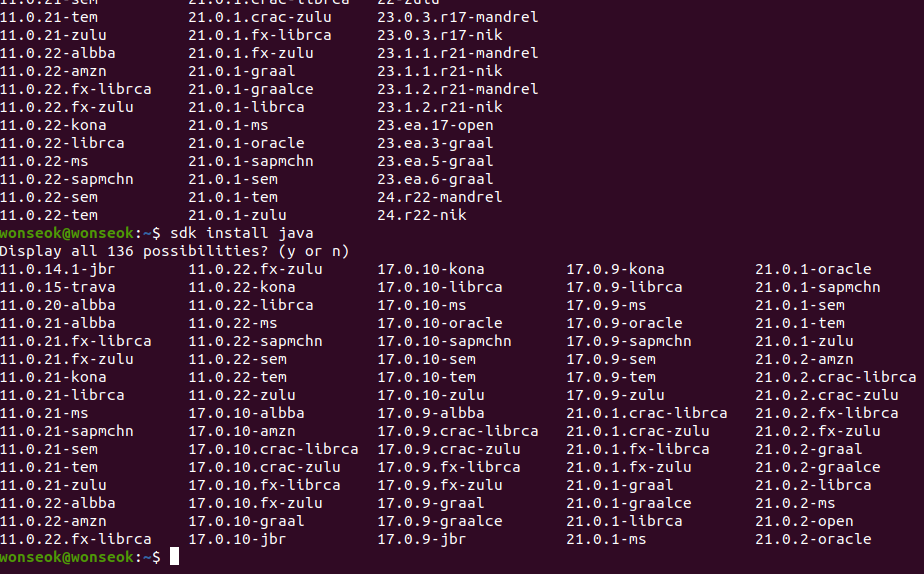 11.0.21-sem 21.0.1.crac-librca 22-zulu
11.0.21-tem 21.0.1.crac-zulu 23.0.3.r17-mandrel
11.0.21-zulu 21.0.1.fx-librca 23.0.3.r17-nik
11.0.22-albba 21.0.1.fx-zulu 23.1.1.r21-mandrel
11.0.22-amzn 21.0.1-graal 23.1.1.r21-nik
11.0.22.fx-librca 21.0.1-graalce 23.1.2.r21-mandrel
11.0.22.fx-zulu 21.0.1-librca 23.1.2.r21-nik
11.0.22-kona 21.0.1-ms 23.ea.17-open
11.0.22-librca 21.0.1-oracle 23.ea.3-graal
11.0.22-ms 21.0.1-sapmchn 23.ea.5-graal
11.0.22-sapmchn 21.0.1-sem 23.ea.6-graal
11.0.22-sem 21.0.1-tem 24.r22-mandrel
11.0.22-tem 21.0.1-zulu 24.r22-nik
wonseok@wonseok:~$ sdk install java
Display all 136 possibilities? (y or n)
11.0.14.1-jbr 11.0.22.fx-zulu 17.0.10-kona 17.0.9-kona 21.0.1-oracle
11.0.15-trava 11.0.22-kona 17.0.10-librca 17.0.9-librca 21.0.1-sapmchn
11.0.20-albba 11.0.22-librca 17.0.10-ms 17.0.9-ms 21.0.1-sem
11.0.21-albba 11.0.22-ms 17.0.10-oracle 17.0.9-oracle 21.0.1-tem
11.0.21.fx-librca 11.0.22-sapmchn 17.0.10-sapmchn 17.0.9-sapmchn 21.0.1-zulu
11.0.21.fx-zulu 11.0.22-sem 17.0.10-sem 17.0.9-sem 21.0.2-amzn
11.0.21-kona 11.0.22-tem 17.0.10-tem 17.0.9-tem 21.0.2.crac-librca
11.0.21-librca 11.0.22-zulu 17.0.10-zulu 17.0.9-zulu 21.0.2.crac-zulu
11.0.21-ms 17.0.10-albba 17.0.9-albba 21.0.1.crac-librca 21.0.2.fx-librca
11.0.21-sapmchn 17.0.10-amzn 17.0.9.crac-librca 21.0.1.crac-zulu 21.0.2.fx-zulu
11.0.21-sem 17.0.10.crac-librca 17.0.9.crac-zulu 21.0.1.fx-librca 21.0.2-graal
11.0.21-tem 17.0.10.crac-zulu 17.0.9.fx-librca 21.0.1.fx-zulu 21.0.2-graalce
11.0.21-zulu 17.0.10.fx-librca 17.0.9.fx-zulu 21.0.1-graal 21.0.2-librca
11.0.22-albba 17.0.10.fx-zulu 17.0.9-graal 21.0.1-graalce 21.0.2-ms
11.0.22-amzn 17.0.10-graal 17.0.9-graalce 21.0.1-librca 21.0.2-open
11.0.22.fx-librca 17.0.10-jbr 17.0.9-jbr 21.0.1-ms 21.0.2-oracle
wonseok@wonseok:~$